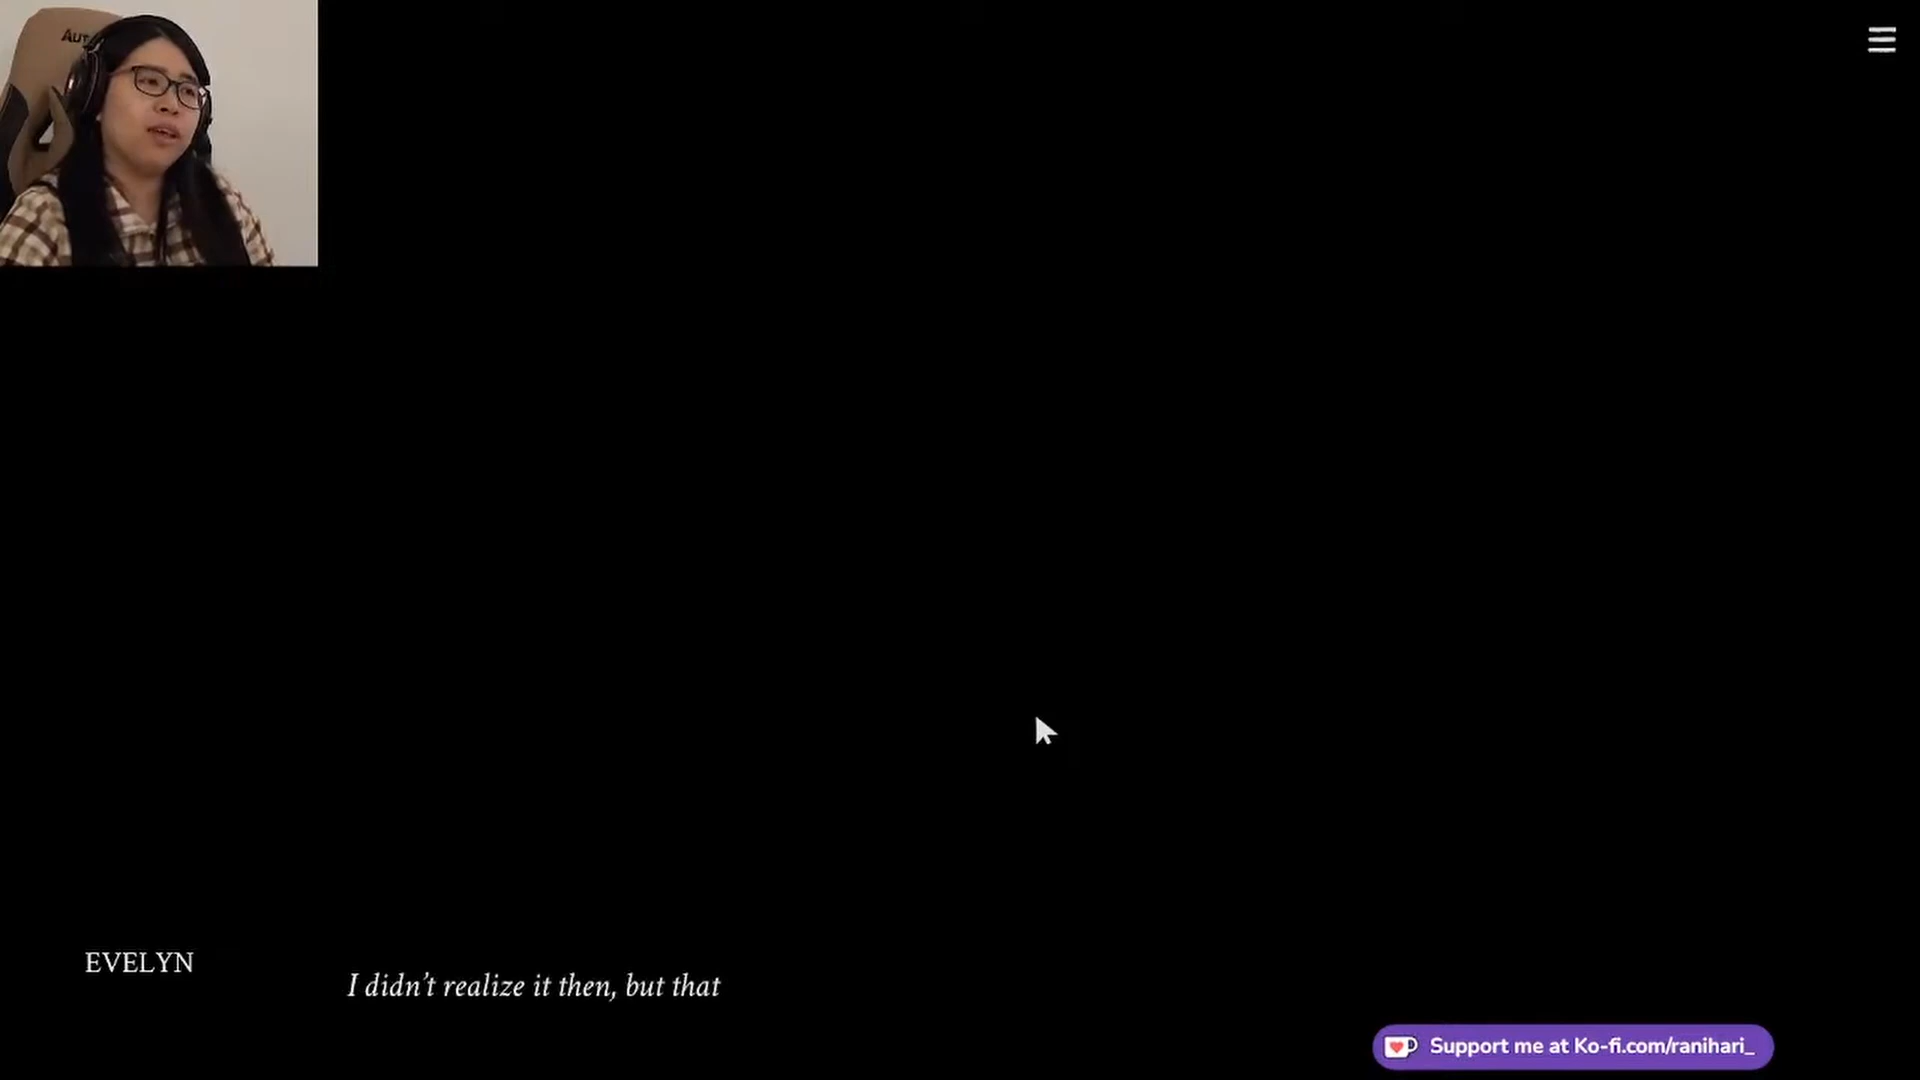 EVELYN
I didn't realize it then, but that
Support me at Ko-fi.com/ranihari_